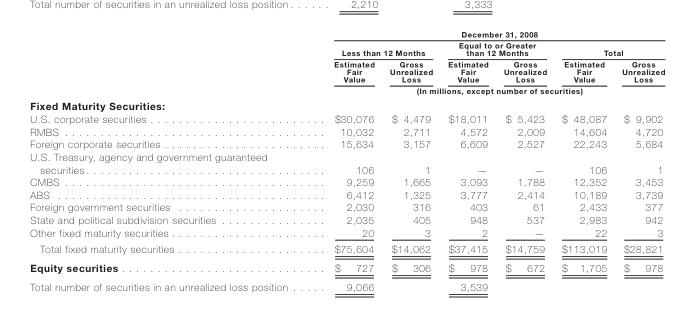 Total number of securities in an unrealized loss position . . . . . . 2,210 3,333
December 31, 2008
Less than 12 Months Equal to or Greater than 12 Months Total
Estimated Fair Value Gross Unrealized Loss Estimated Fair Value Gross Unrealized Loss Estimated Fair Value Gross Unrealized Loss
(In millions, except number of securities)
Fixed Maturity Securities:
U.S. corporate securities . . . . . . . . . . . . . . . . . . . . . . . . . $30,076 $ 4,479 $18,011 $ 5,423 $ 48,087 $ 9,902
RMBS . . . . . . . . . . . . . . . . . . . . . . . . . . . . . . . . . . . . . 10,032 2,711 4,572 2,009 14,604 4,720
Foreign corporate securities . . . . . . . . . . . . . . . . . . . . . . . 15,634 3,157 6,609 2,527 22,243 5,684
U.S. Treasury, agency and government guaranteed
securities . . . . . . . . . . . . . . . . . . . . . . . . . . . . . . . . . . 106 1 — — 106 1
CMBS . . . . . . . . . . . . . . . . . . . . . . . . . . . . . . . . . . . . . 9,259 1,665 3,093 1,788 12,352 3,453
ABS . . . . . . . . . . . . . . . . . . . . . . . . . . . . . . . . . . . . . . 6,412 1,325 3,777 2,414 10,189 3,739
Foreign government securities . . . . . . . . . . . . . . . . . . . . . . 2,030 316 403 61 2,433 377
State and political subdivision securities . . . . . . . . . . . . . . . 2,035 405 948 537 2,983 942
Other fixed maturity securities . . . . . . . . . . . . . . . . . . . . . . 20 3 2 — 22 3
Total fixed maturity securities . . . . . . . . . . . . . . . . . . . . . $75,604 $14,062 $37,415 $14,759 $113,019 $28,821
Equity securities . . . . . . . . . . . . . . . . . . . . . . . . . . . . . $ 727 $ 306 $ 978 $ 672 $ 1,705 $ 978
Total number of securities in an unrealized loss position . . . . . 9,066 3,539